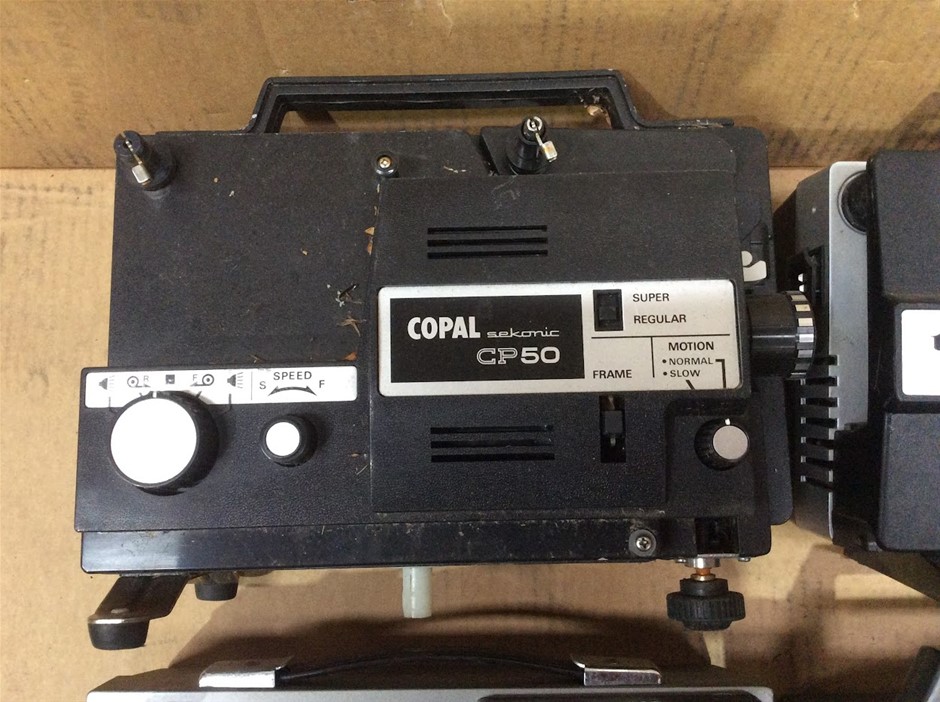 COPAL sekonic
CP50
SUPER
REGULAR
FRAME
MOTION
•NORMAL
•SLOW
R F
SPEED
S F